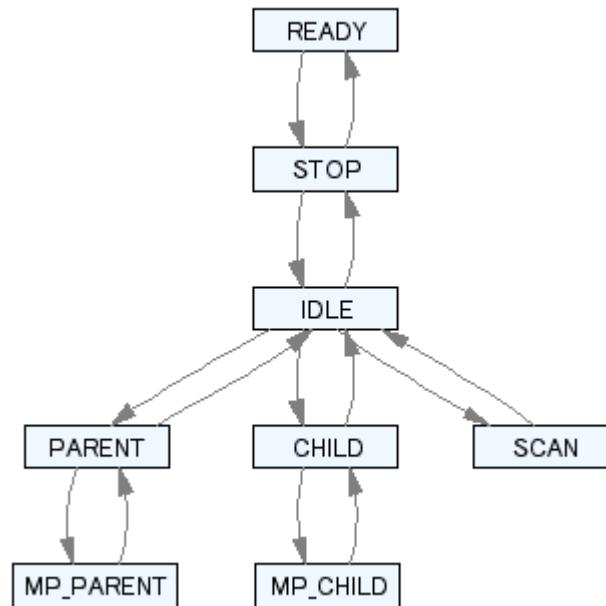 READY
STOP
IDLE
PARENT
CHILD
SCAN
MP_PARENT
MP_CHILD